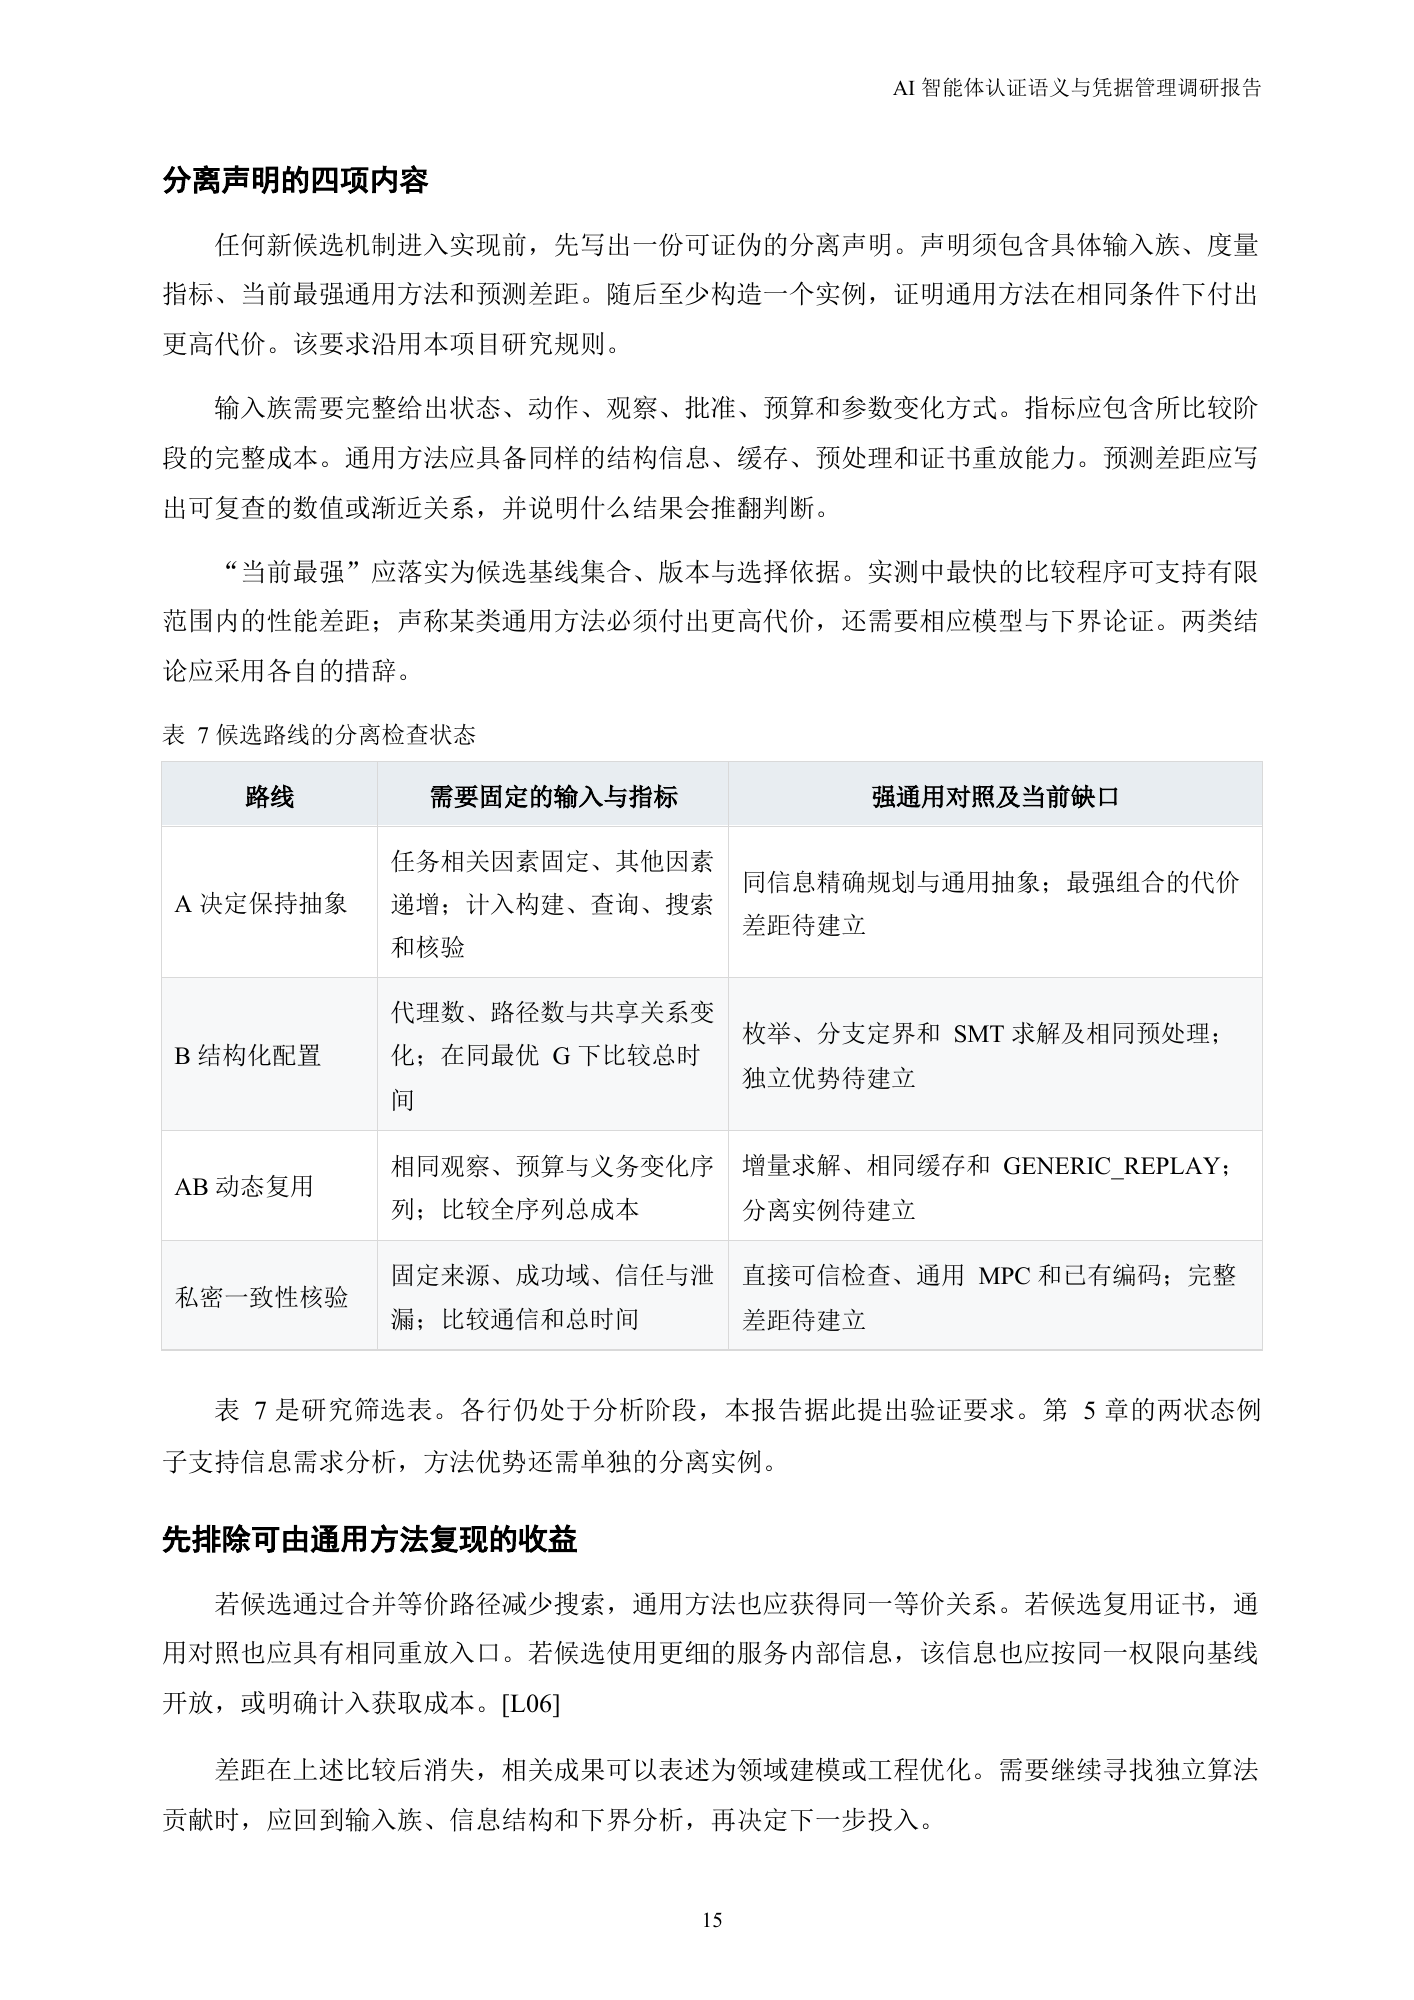 AI 智能体认证语义与凭据管理调研报告
分离声明的四项内容
任何新候选机制进入实现前，先写出一份可证伪的分离声明。声明须包含具体输入族、度量
指标、当前最强通用方法和预测差距。随后至少构造一个实例，证明通用方法在相同条件下付出
更高代价。该要求沿用本项目研究规则。
输入族需要完整给出状态、动作、观察、批准、预算和参数变化方式。指标应包含所比较阶
段的完整成本。通用方法应具备同样的结构信息、缓存、预处理和证书重放能力。预测差距应写
出可复查的数值或渐近关系，并说明什么结果会推翻判断。
“当前最强”应落实为候选基线集合、版本与选择依据。实测中最快的比较程序可支持有限
范围内的性能差距；声称某类通用方法必须付出更高代价，还需要相应模型与下界论证。两类结
论应采用各自的措辞。
表 7 候选路线的分离检查状态
路线 需要固定的输入与指标 强通用对照及当前缺口
A 决定保持抽象
任务相关因素固定、其他因素
递增；计入构建、查询、搜索
和核验
同信息精确规划与通用抽象；最强组合的代价
差距待建立
B 结构化配置
代理数、路径数与共享关系变
化；在同最优 G 下比较总时
间
枚举、分支定界和 SMT 求解及相同预处理；
独立优势待建立
AB 动态复用
相同观察、预算与义务变化序
列；比较全序列总成本
增量求解、相同缓存和 GENERIC_REPLAY；
分离实例待建立
私密一致性核验
固定来源、成功域、信任与泄
漏；比较通信和总时间
直接可信检查、通用 MPC 和已有编码；完整
差距待建立
表 7 是研究筛选表。各行仍处于分析阶段，本报告据此提出验证要求。第 5 章的两状态例
子支持信息需求分析，方法优势还需单独的分离实例。
先排除可由通用方法复现的收益
若候选通过合并等价路径减少搜索，通用方法也应获得同一等价关系。若候选复用证书，通
用对照也应具有相同重放入口。若候选使用更细的服务内部信息，该信息也应按同一权限向基线
开放，或明确计入获取成本。[L06]
差距在上述比较后消失，相关成果可以表述为领域建模或工程优化。需要继续寻找独立算法
贡献时，应回到输入族、信息结构和下界分析，再决定下一步投入。
15